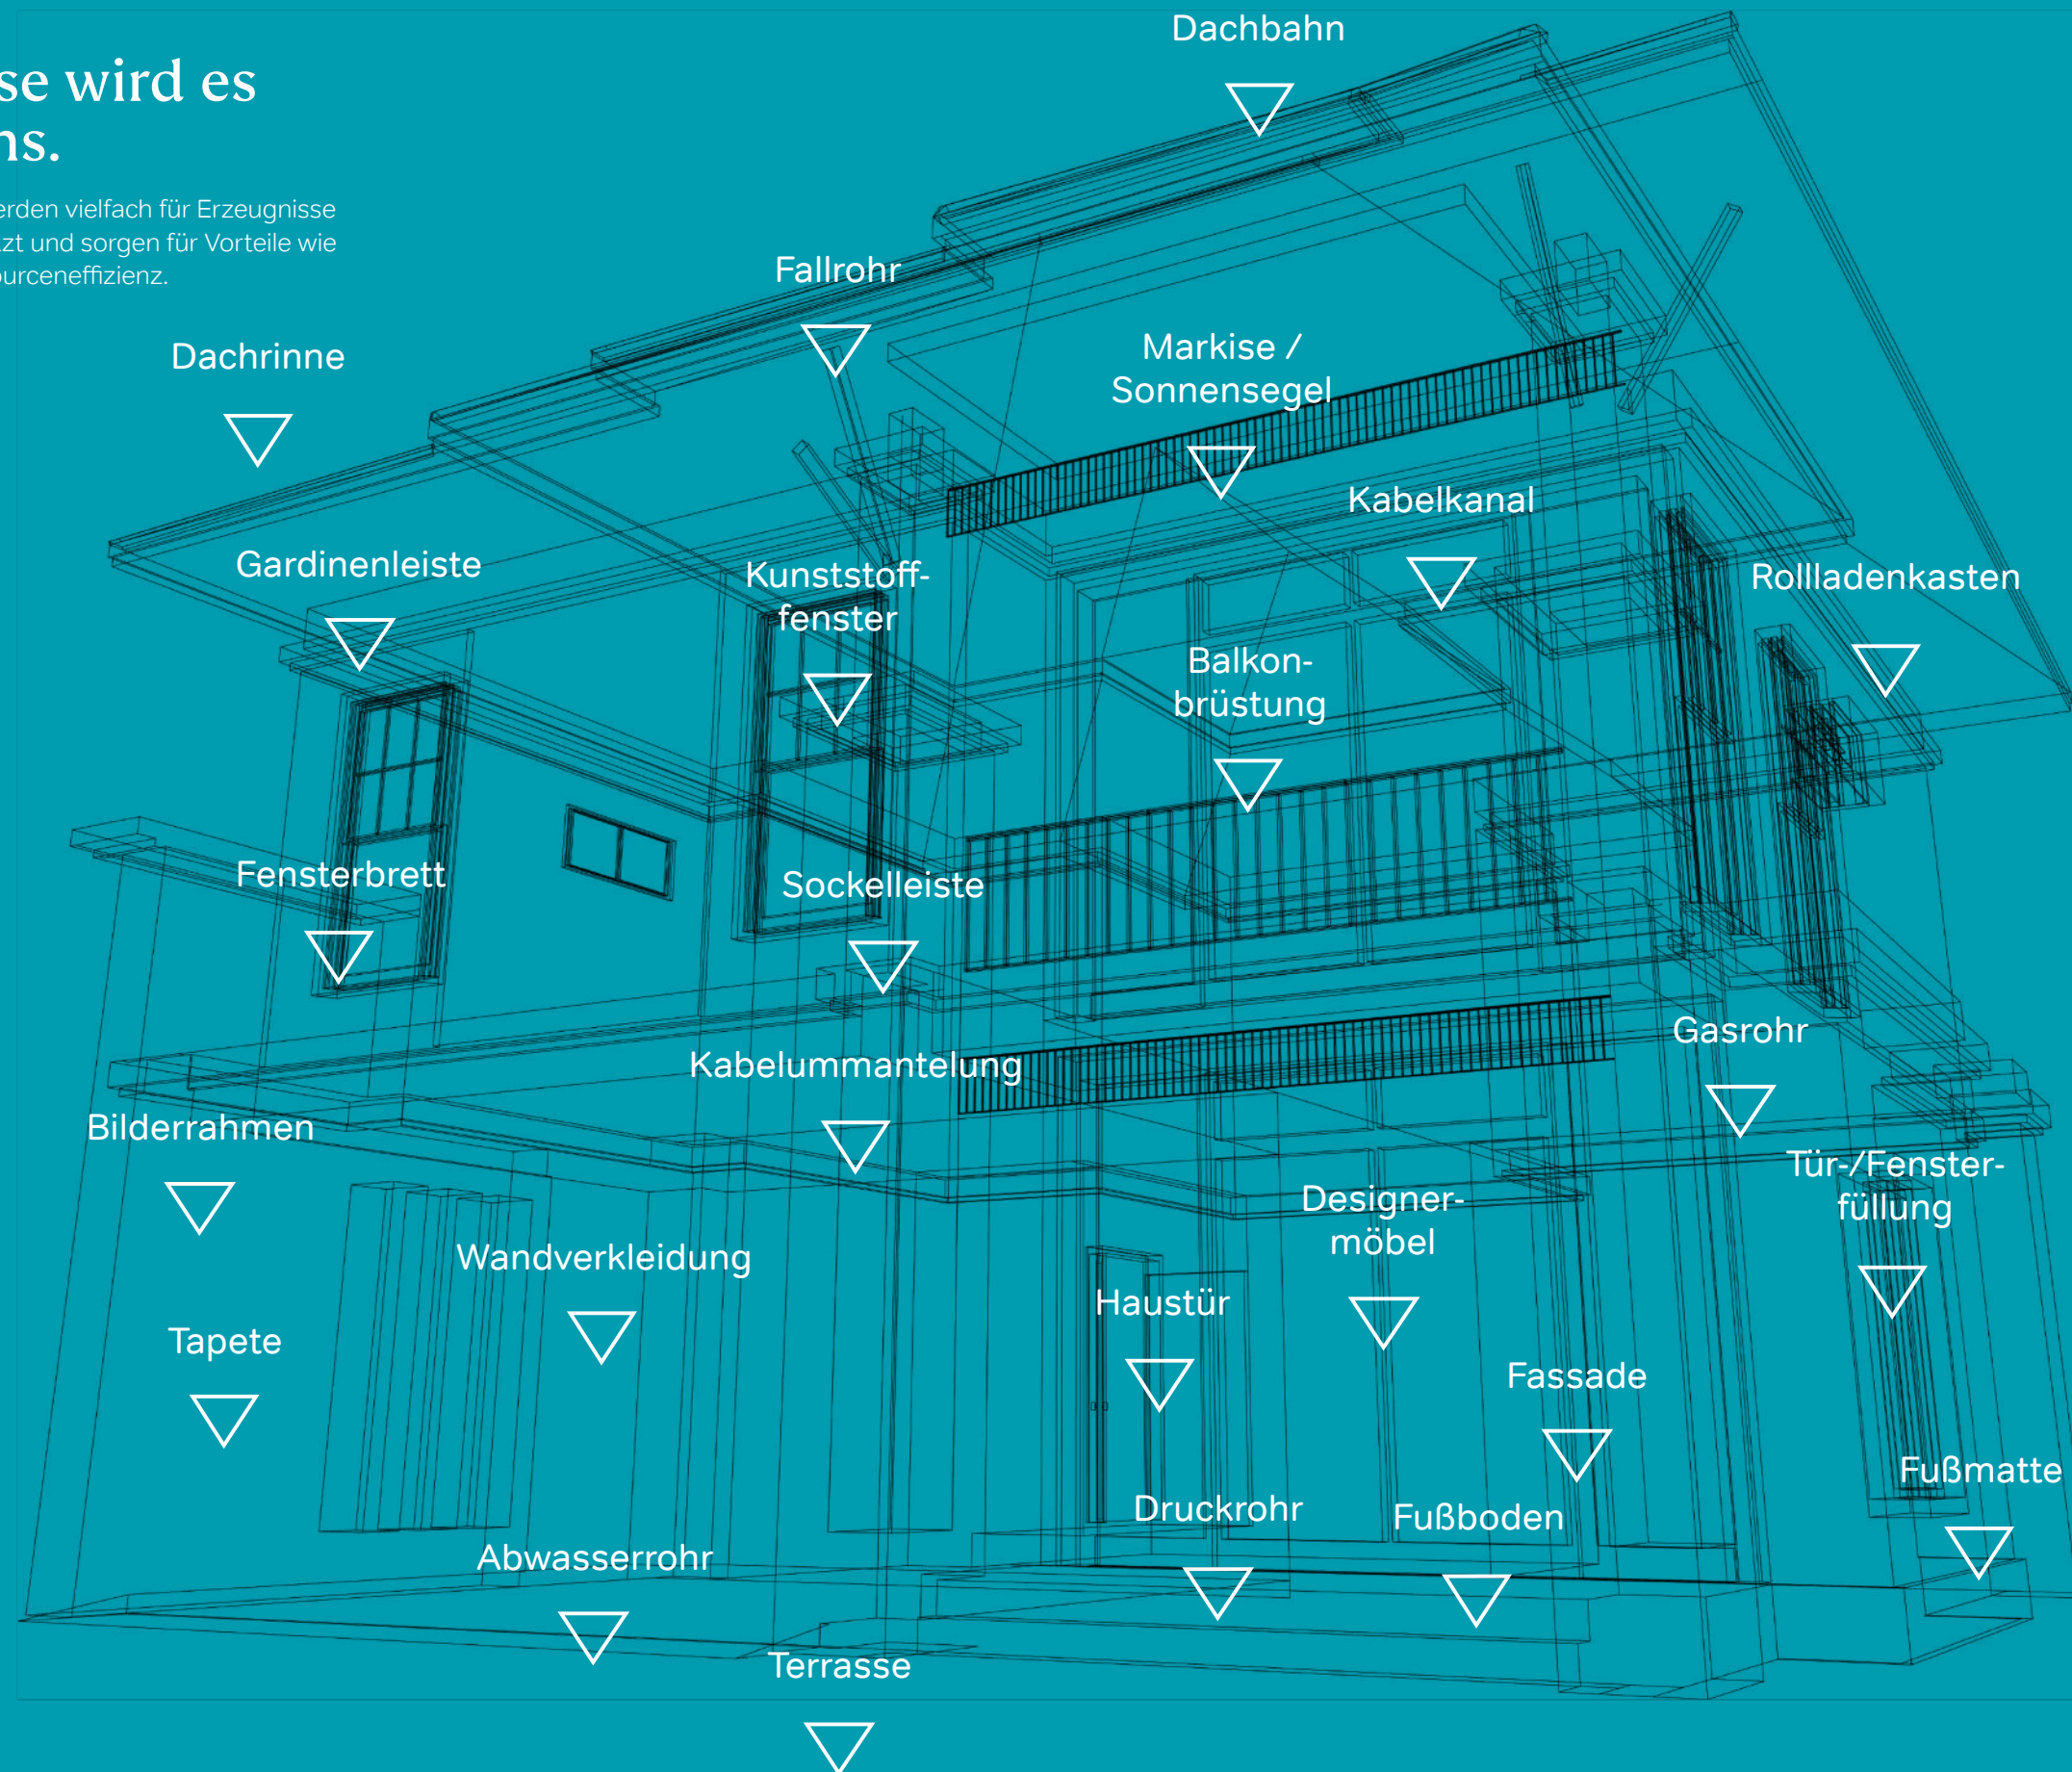 se wird es
ns.
erden vielfach für Erzeugnisse
zt und sorgen für Vorteile wie
ourceneffizienz.
Dachbahn
Fallrohr
Dachrinne
Markise /
Sonnensegel
Kabelkanal
Gardinenleiste
Kunststoff-
fenster
Rollladenkasten
Balkon-
brüstung
Fensterbrett
Sockelleiste
Gasrohr
Kabelummantelung
Bilderrahmen
Tür-/Fenster-
füllung
Designer-
möbel
Wandverkleidung
Haustür
Tapete
Fassade
Fußmatte
Druckrohr
Fußboden
Abwasserrohr
Terrasse